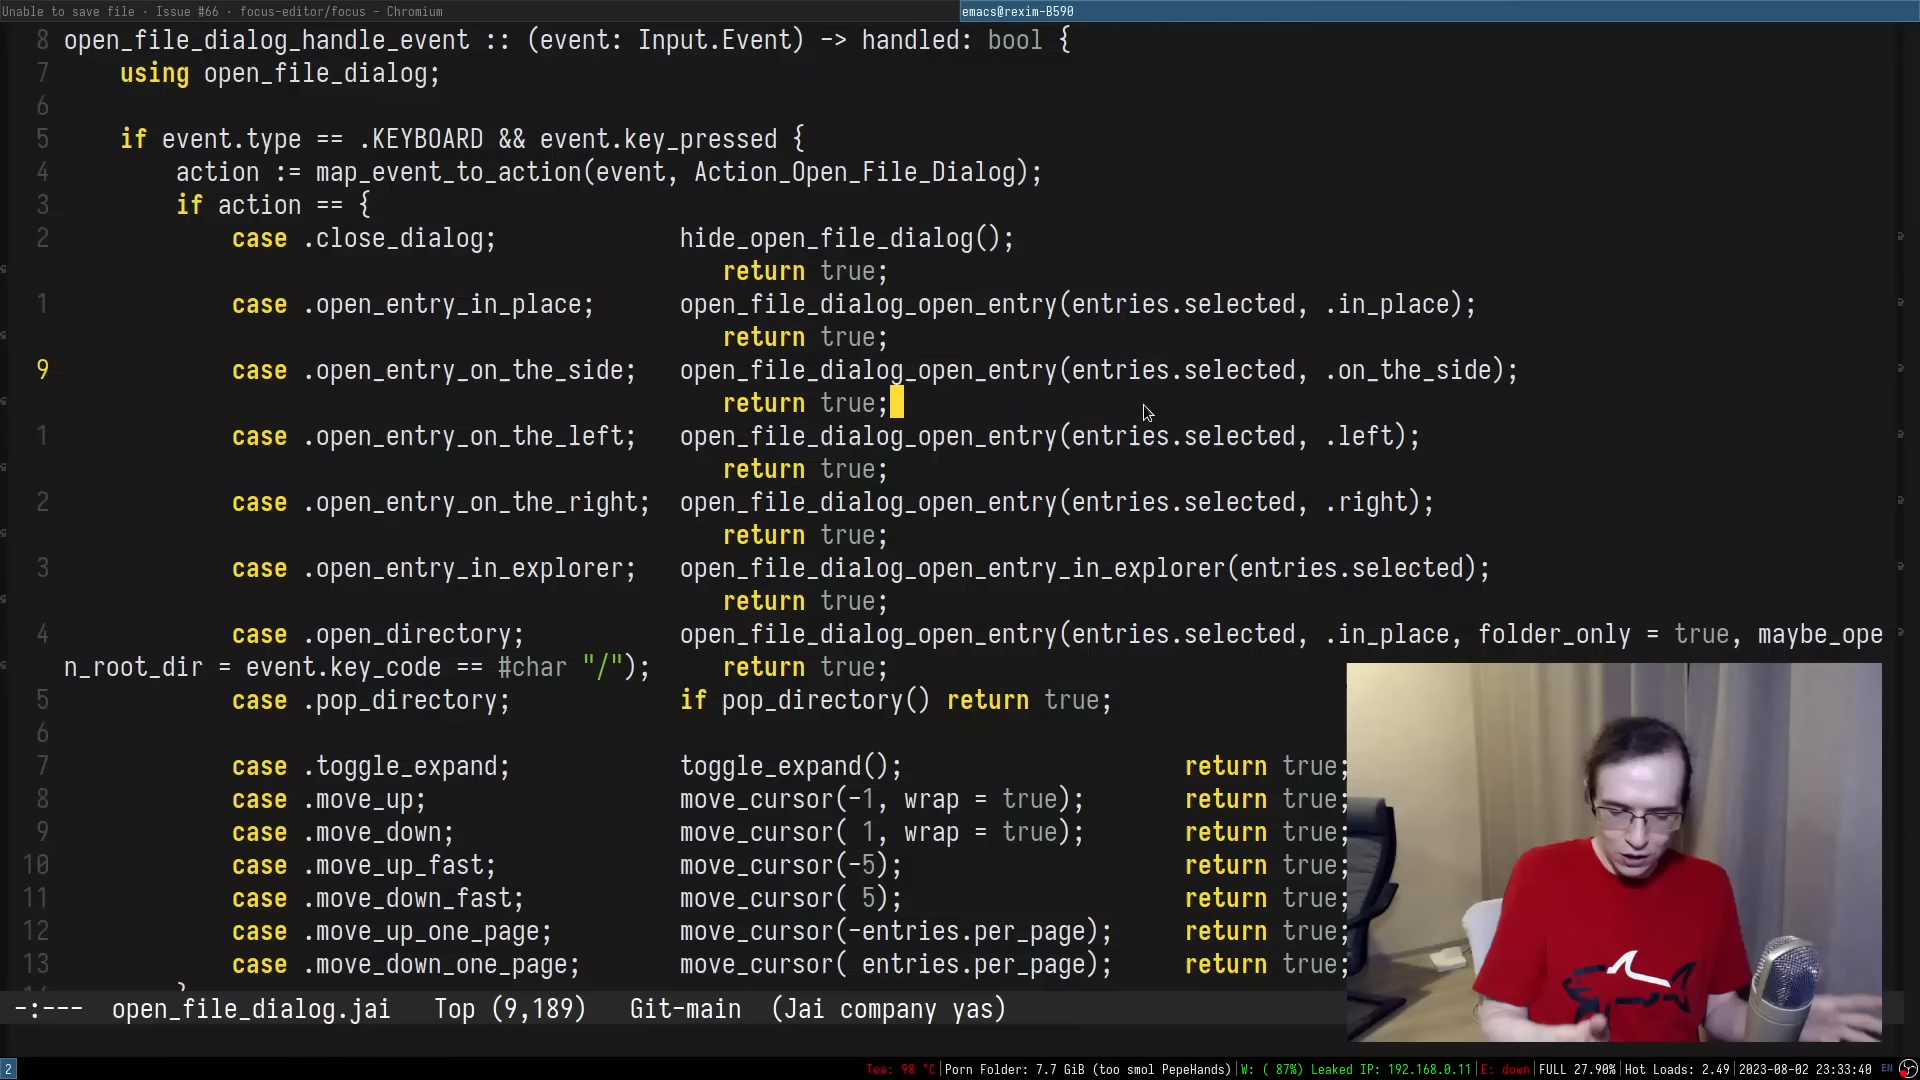 Unable to save file · Issue #66 · focus-editor/focus - Chromium
emacs@rexim-B590
8 open_file_dialog_handle_event :: (event: Input.Event) -> handled: bool {
7 using open_file_dialog;
6
5 if event.type == .KEYBOARD && event.key_pressed {
4 action := map_event_to_action(event, Action_Open_File_Dialog);
3 if action == {
2 case .close_dialog; hide_open_file_dialog();
return true;
1 case .open_entry_in_place; open_file_dialog_open_entry(entries.selected, .in_place);
return true;
9 case .open_entry_on_the_side; open_file_dialog_open_entry(entries.selected, .on_the_side);
return true;
1 case .open_entry_on_the_left; open_file_dialog_open_entry(entries.selected, .left);
return true;
2 case .open_entry_on_the_right; open_file_dialog_open_entry(entries.selected, .right);
return true;
3 case .open_entry_in_explorer; open_file_dialog_open_entry_in_explorer(entries.selected);
return true;
4 case .open_directory; open_file_dialog_open_entry(entries.selected, .in_place, folder_only = true, maybe_ope
n_root_dir = event.key_code == #char "/"); return true;
5 case .pop_directory; if pop_directory() return true;
6
7 case .toggle_expand; toggle_expand(); return true;
8 case .move_up; move_cursor(-1, wrap = true); return true;
9 case .move_down; move_cursor( 1, wrap = true); return true;
10 case .move_up_fast; move_cursor(-5); return true;
11 case .move_down_fast; move_cursor( 5); return true;
12 case .move_up_one_page; move_cursor(-entries.per_page); return true;
13 case .move_down_one_page; move_cursor( entries.per_page); return true;
-:--- open_file_dialog.jai Top (9,189) Git-main (Jai company yas)
2 Tea: 98 °C|Porn Folder: 7.7 GiB (too smol PepeHands)|W: ( 87%) Leaked IP: 192.168.0.11|E: down|FULL 27.90%|Hot Loads: 2.49|2023-08-02 23:33:40 EN